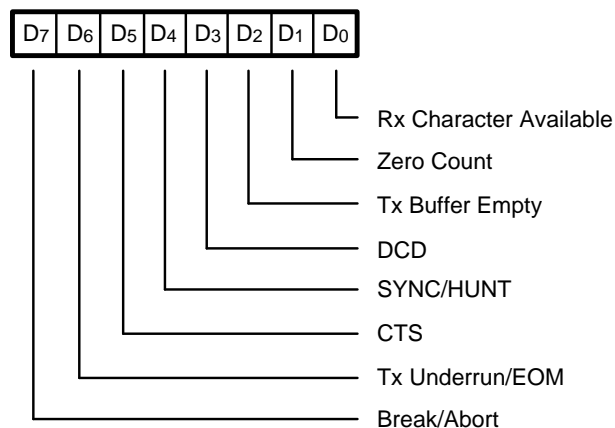 D7 D6 D5 D4 D3 D2 D1 D0
Rx Character Available
Zero Count
Tx Buffer Empty
DCD
SYNC/HUNT
CTS
Tx Underrun/EOM
Break/Abort